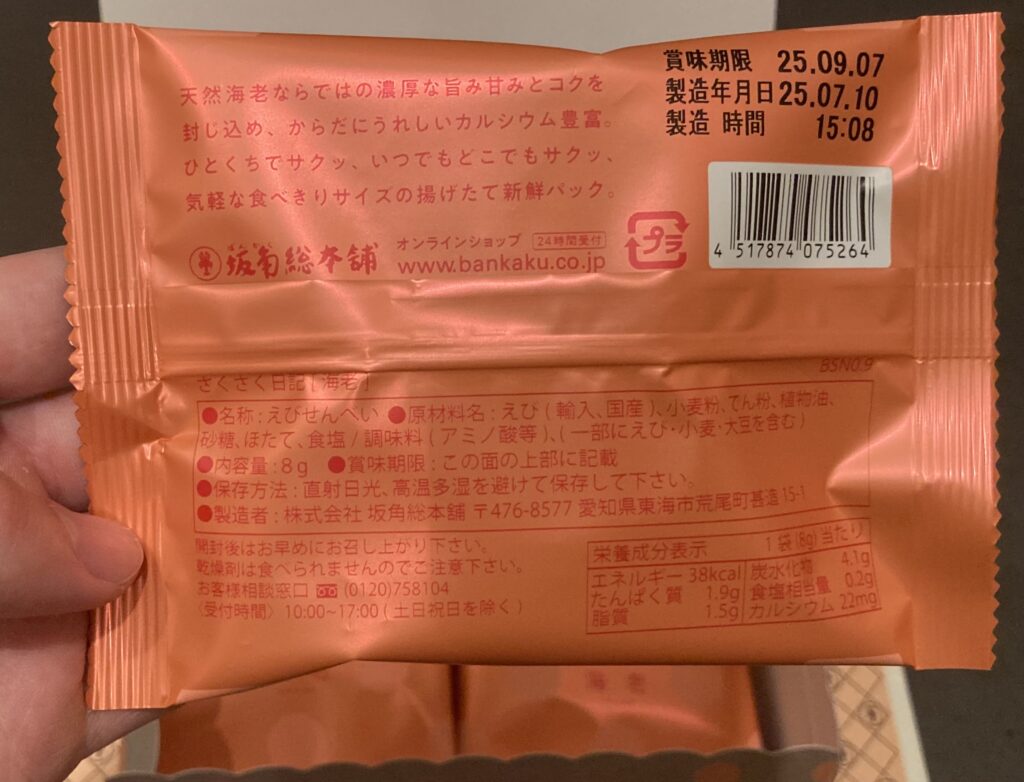 天然海老ならではの濃厚な旨み甘みとコクを
封じ込め、からだにうれしいカルシウム豊富。
ひとくちでサクッ、いつでもどこでもサクッ、
気軽な食べきりサイズの揚げたて新鮮パック。
賞味期限 25.09.07
製造年月日 25.07.10
製造 時間 15:08
坂角総本舖
オンラインショップ 24時間受付
www.bankaku.co.jp
プラ
4 517874 075264
BSN0.9
さくさく日記[海老]
●名称:えびせんべい ●原材料名:えび(輸入、国産)、小麦粉、でん粉、植物油、
砂糖、ほたて、食塩/調味料(アミノ酸等)、(一部にえび・小麦・大豆を含む)
●内容量:8g ●賞味期限:この面の上部に記載
●保存方法:直射日光、高温多湿を避けて保存して下さい。
●製造者:株式会社 坂角総本舖 〒476-8577 愛知県東海市荒尾町甚造15-1
開封後はお早めにお召し上がり下さい。
乾燥剤は食べられませんのでご注意下さい。
お客様相談窓口 (0120)758104
〈受付時間〉10:00~17:00(土日祝日を除く)
栄養成分表示 1袋(8g)当たり
エネルギー 38kcal 炭水化物 4.1g
たんぱく質 1.9g 食塩相当量 0.2g
脂質 1.5g カルシウム 22mg
海老